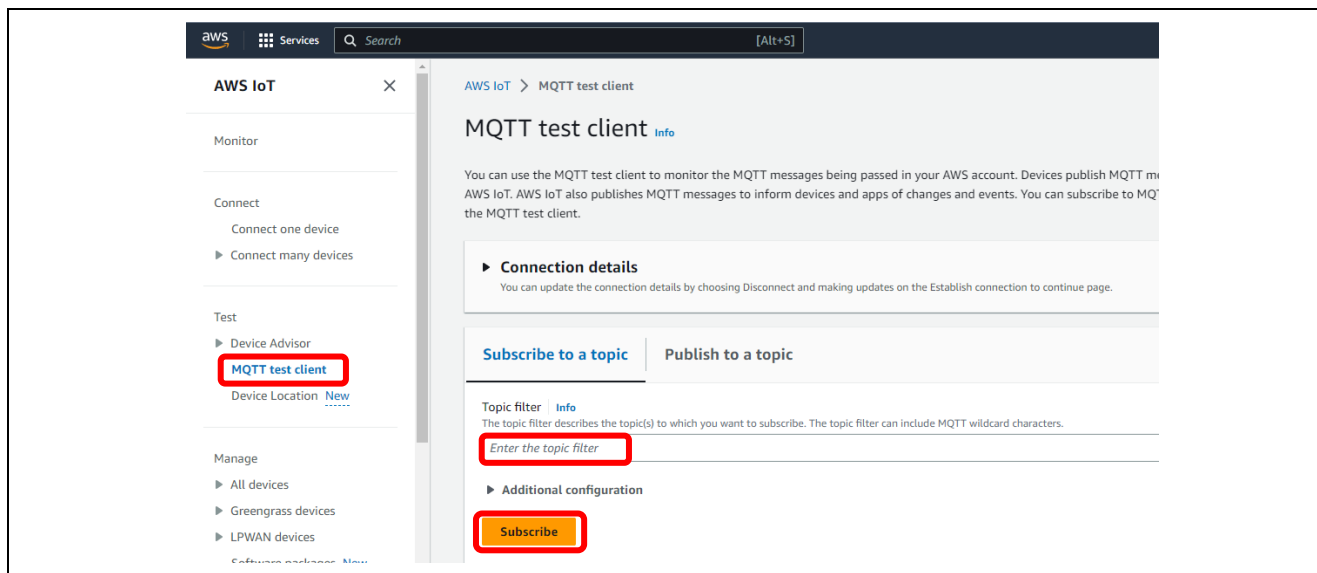 aws
Services
Search
[Alt+S]
AWS IoT
Monitor
Connect
Connect one device
Connect many devices
Test
Device Advisor
MQTT test client
Device Location New
Manage
All devices
Greengrass devices
LPWAN devices
Software packages New
AWS IoT > MQTT test client
MQTT test client Info
You can use the MQTT test client to monitor the MQTT messages being passed in your AWS account. Devices publish MQTT
AWS IoT. AWS IoT also publishes MQTT messages to inform devices and apps of changes and events. You can subscribe to
the MQTT test client.
Connection details
You can update the connection details by choosing Disconnect and making updates on the Establish connection to continue page.
Subscribe to a topic
Publish to a topic
Topic filter Info
The topic filter describes the topic(s) to which you want to subscribe. The topic filter can include MQTT wildcard characters.
Enter the topic filter
Additional configuration
Subscribe